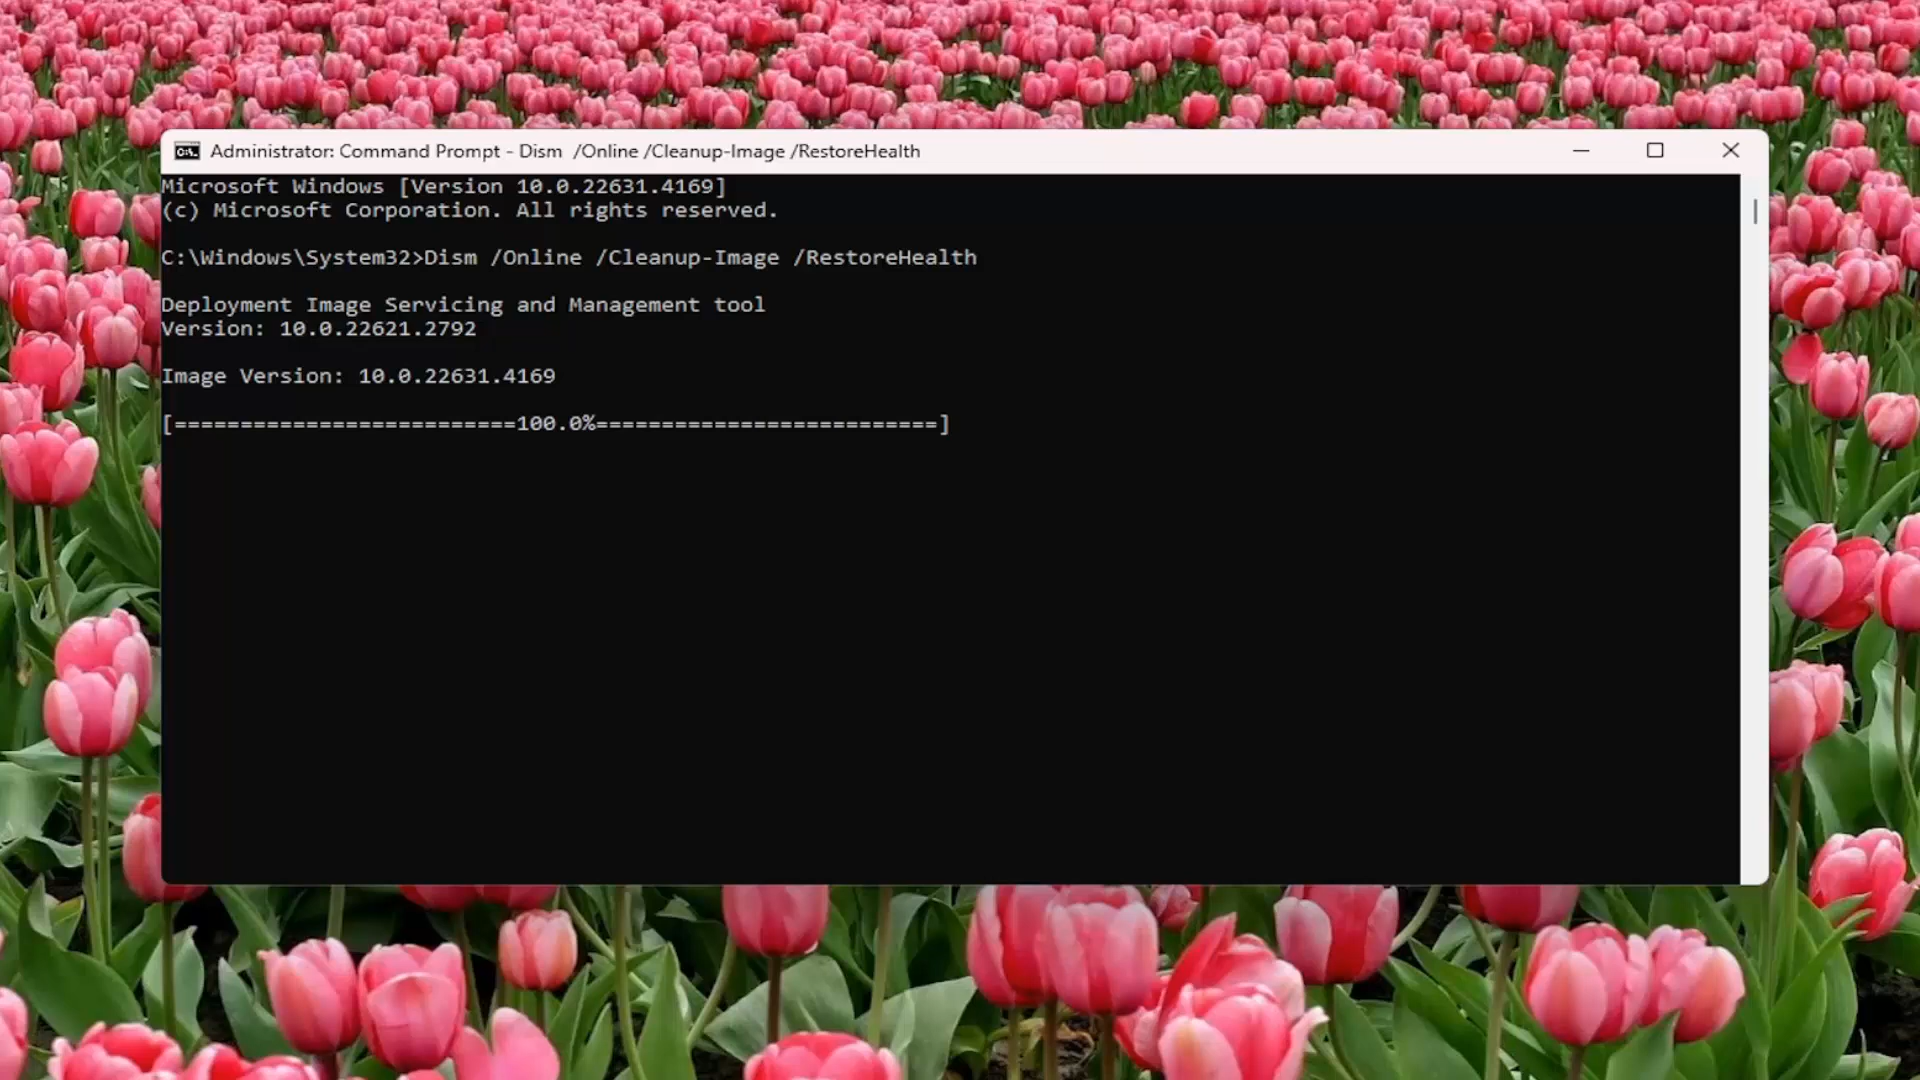 Administrator: Command Prompt - Dism  /Online /Cleanup-Image /RestoreHealth
Microsoft Windows [Version 10.0.22631.4169]
(c) Microsoft Corporation. All rights reserved.
C:\Windows\System32>Dism /Online /Cleanup-Image /RestoreHealth
Deployment Image Servicing and Management tool
Version: 10.0.22621.2792
Image Version: 10.0.22631.4169
[==========================100.0%==========================]